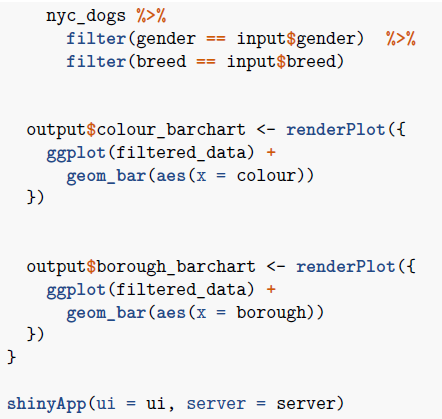 nyc_dogs %>%
filter(gender == input$gender) %>%
filter(breed == input$breed)
output$colour_barchart <- renderPlot({
ggplot(filtered_data) +
geom_bar(aes(x = colour))
})
output$borough_barchart <- renderPlot({
ggplot(filtered_data) +
geom_bar(aes(x = borough))
})
}
shinyApp(ui = ui, server = server)